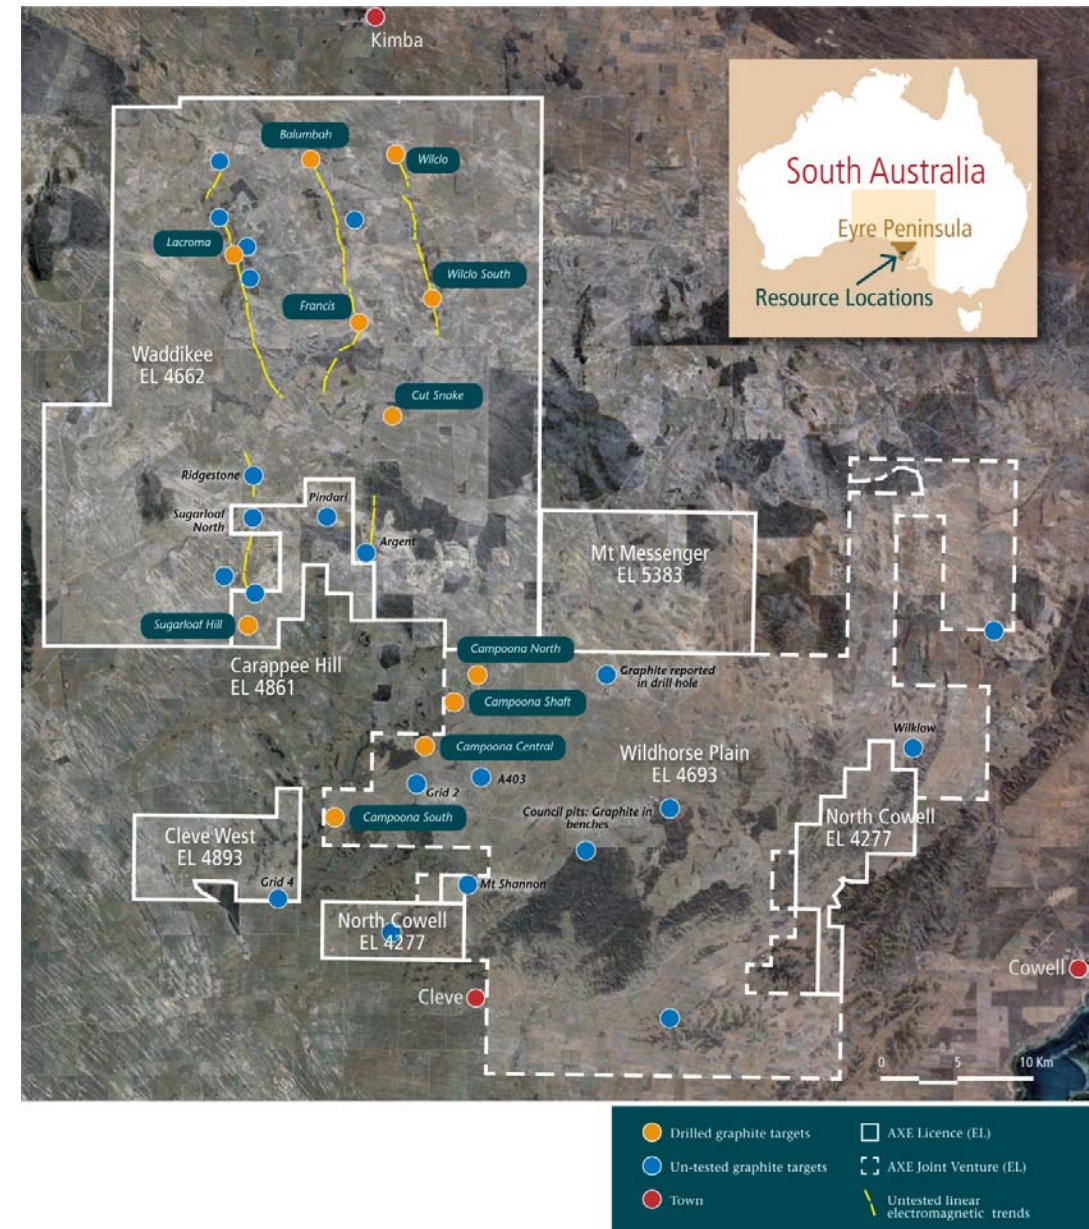 Kimba
South Australia
Eyre Peninsula
Resource Locations
Balumbah
Wilclo
Lacroma
Wilclo South
Francis
Waddikee
EL 4662
Cut Snake
Ridgestone
Pindari
Sugarloaf
North
Argent
Mt Messenger
EL 5383
Sugarloaf Hill
Carappee Hill
EL 4861
Campoona North
Graphite reported
in drill hole
Campoona Shaft
Campoona Central
Wildhorse Plain
EL 4693
Wilklow
A403
Grid 2
Council pits: Graphite in
benches
Campoona South
North Cowell
EL 4277
Cleve West
EL 4893
Grid 4
Mt Shannon
North Cowell
EL 4277
Cowell
Cleve
0 5 10 Km
Drilled graphite targets
AXE Licence (EL)
Un-tested graphite targets
AXE Joint Venture (EL)
Town
Untested linear
electromagnetic trends